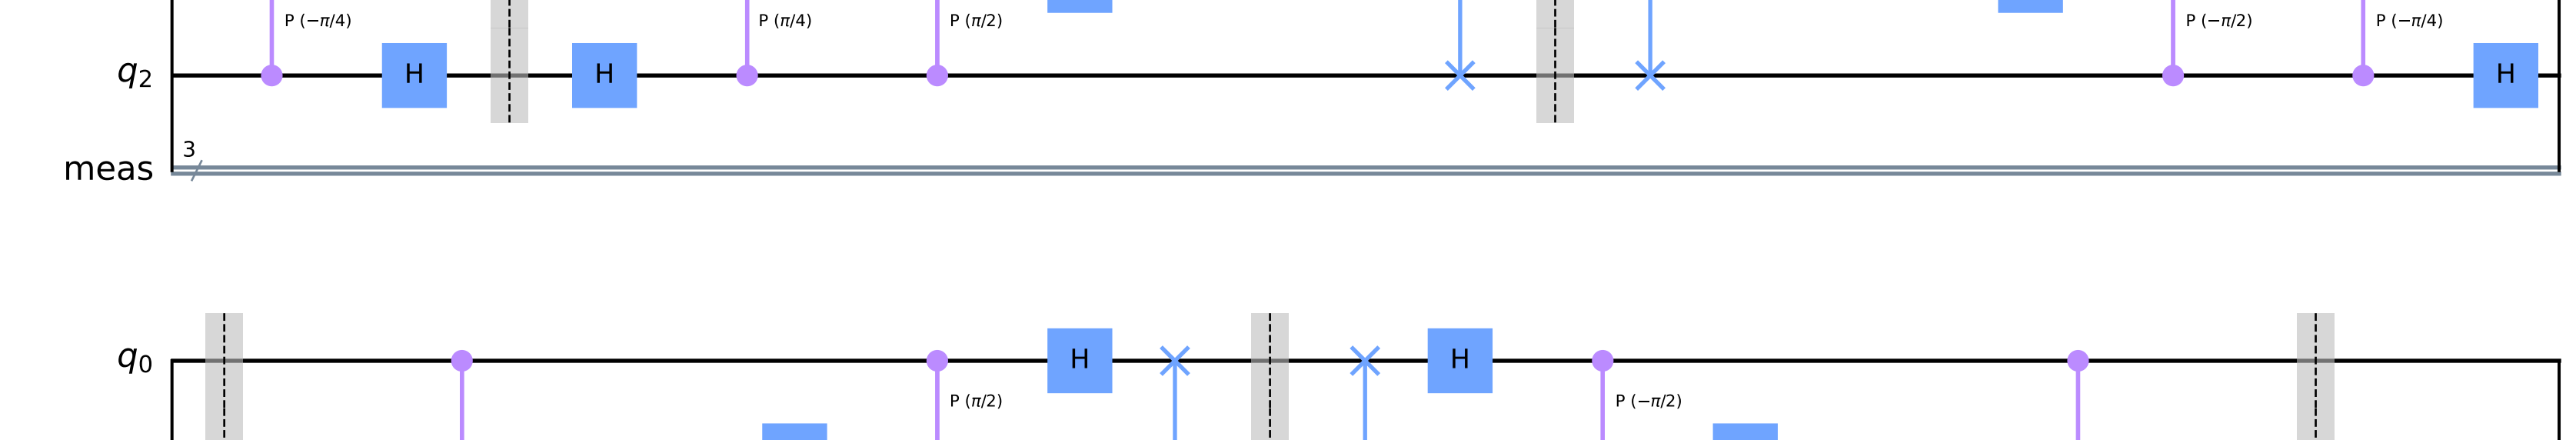 P (−π/4) P (π/4) P (π/2) P (−π/2) P (−π/4)
q2 H H H
3
meas
q0 H H
P (π/2) P (−π/2)